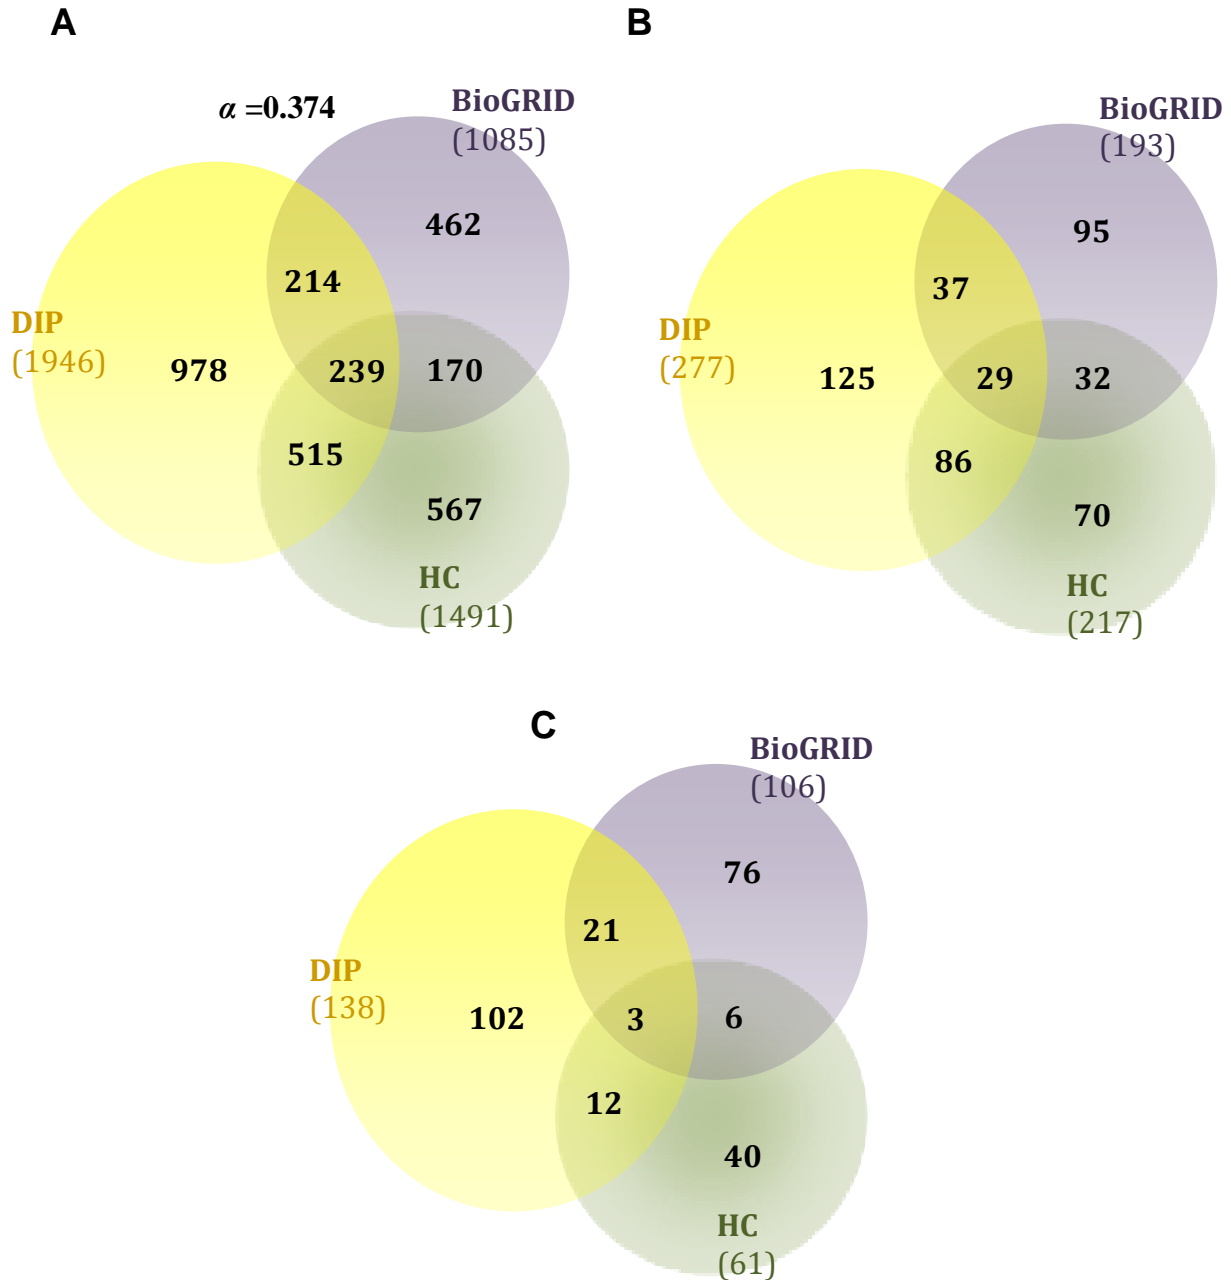 A
α =0.374
BioGRID
(1085)
462
214
DIP
(1946)
978
239
170
515
567
HC
(1491)
B
BioGRID
(193)
95
37
DIP
(277)
125
29
32
86
70
HC
(217)
C
BioGRID
(106)
76
21
DIP
(138)
102
3
6
12
40
HC
(61)